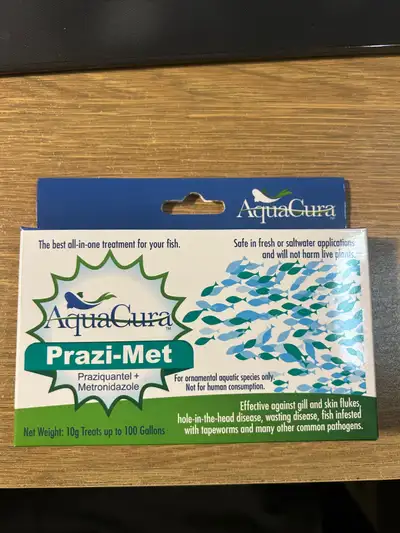 AquaCura
The best all-in-one treatment for your fish.
Safe in fresh or saltwater applications
and will not harm live plants.
AquaCura
Prazi-Met
Praziquantel +
Metronidazole
For ornamental aquatic species only.
Not for human consumption.
Effective against gill and skin flukes,
hole-in-the-head disease, wasting disease, fish infested
with tapeworms and many other common pathogens.
Net Weight: 10g Treats up to 100 Gallons